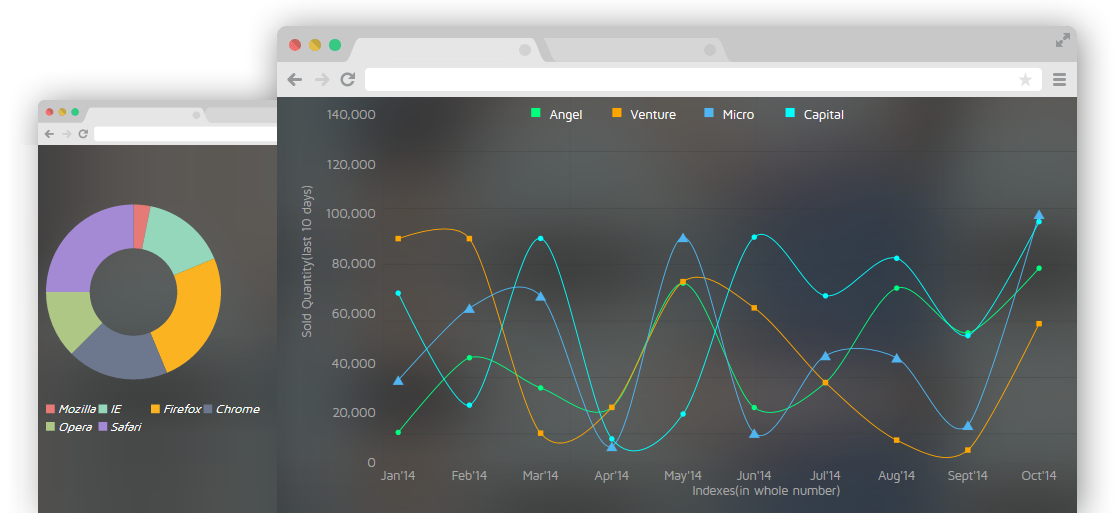 Mozilla IE Firefox Chrome
Opera Safari
Angel Venture Micro Capital
Sold Quantity(last 10 days)
140,000
120,000
100,000
80,000
60,000
40,000
20,000
0
Jan'14 Feb'14 Mar'14 Apr'14 May'14 Jun'14 Jul'14 Aug'14 Sept'14 Oct'14
Indexes(in whole number)